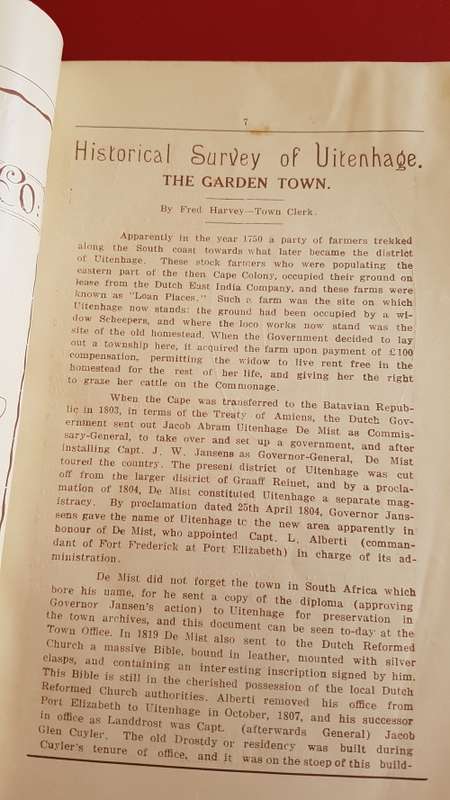 Co.
7
Historical Survey of Uitenhage.
THE GARDEN TOWN.
By Fred Harvey—Town Clerk.
Apparently in the year 1750 a party of farmers trekked
along the South coast towards what later became the district
of Uitenhage. These stock farmers who were populating the
eastern part of the then Cape Colony, occupied their ground on
lease from the Dutch East India Company, and these farms were
known as "Loan Places." Such a farm was the site on which
Uitenhage now stands: the ground had been occupied by a wi-
dow Scheepers, and where the loco works now stand was the
site of the old homestead. When the Government decided to lay
out a township here, it acquired the farm upon payment of £100
compensation, permitting the widow to live rent free in the
homestead for the rest of her life, and giving her the right
to graze her cattle on the Commonage.
When the Cape was transferred to the Batavian Repub-
lic in 1803, in terms of the Treaty of Amiens, the Dutch Gov-
ernment sent out Jacob Abram Uitenhage De Mist as Commis-
sary-General, to take over and set up a government, and after
installing Capt. J. W. Jansens as Governor-General, De Mist
toured the country. The present district of Uitenhage was cut
off from the larger district of Graaff Reinet, and by a procla-
mation of 1804, De Mist constituted Uitenhage a separate mag-
istracy. By proclamation dated 25th April 1804, Governor Jans-
sens gave the name of Uitenhage to the new area apparently in
honour of De Mist, who appointed Capt. L. Alberti (comman-
dant of Fort Frederick at Port Elizabeth) in charge of its ad-
ministration.
De Mist did not forget the town in South Africa which
bore his name, for he sent a copy of the diploma (approving
Governor Jansen's action) to Uitenhage for preservation in
the town archives, and this document can be seen to-day at the
Town Office. In 1819 De Mist also sent to the Dutch Reformed
Church a massive Bible, bound in leather, mounted with silver
clasps, and containing an interesting inscription signed by him.
This Bible is still in the cherished possession of the local Dutch
Reformed Church authorities. Alberti removed his office from
Port Elizabeth to Uitenhage in October, 1807, and his successor
in office as Landdrost was Capt. (afterwards General) Jacob
Glen Cuyler. The old Drostdy or residency was built during
Cuyler's tenure of office, and it was on the stoep of this build-